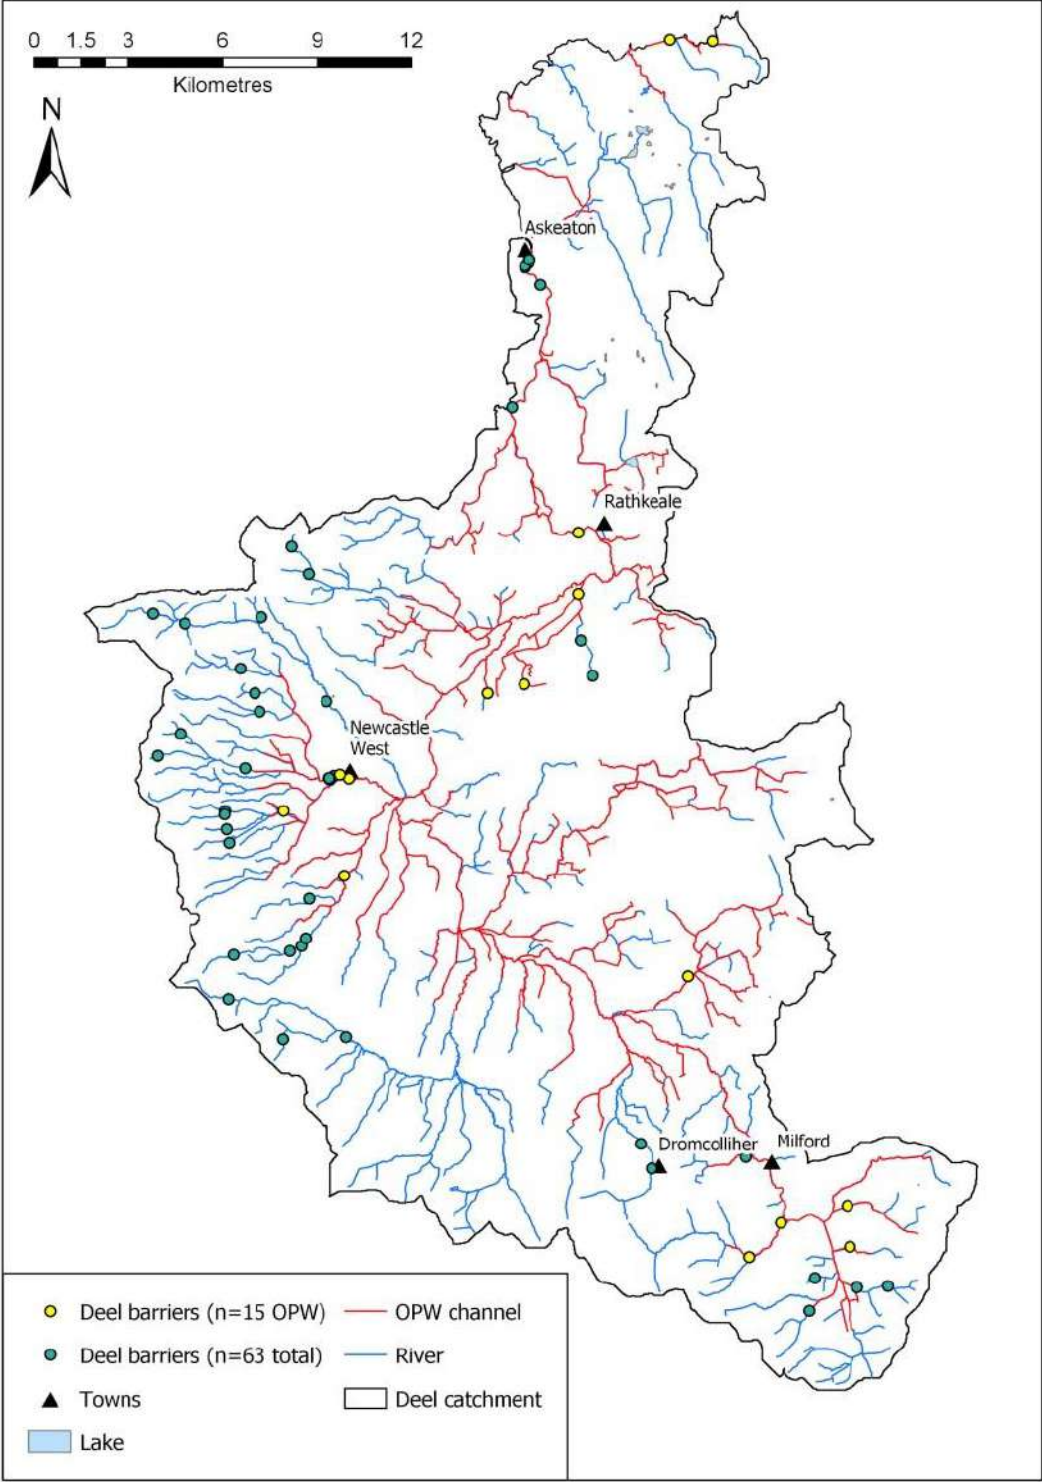 0 1.5 3 6 9 12
Kilometres
N
Askeaton
Rathkeale
Newcastle
West
Dromcolliher
Milford
Deel barriers (n=15 OPW)
OPW channel
Deel barriers (n=63 total)
River
Towns
Deel catchment
Lake